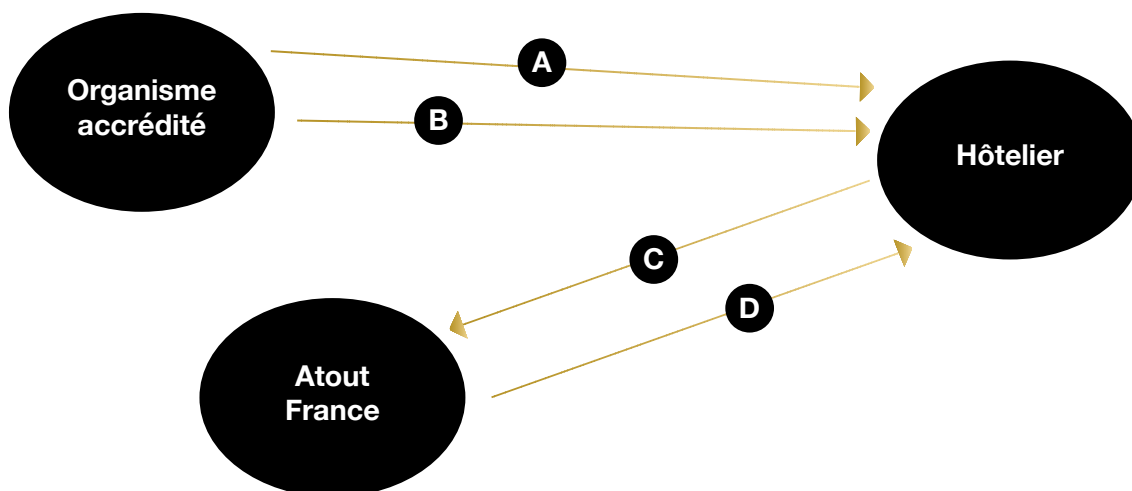 Organisme
accrédité
A
B
Hôtelier
C
D
Atout
France